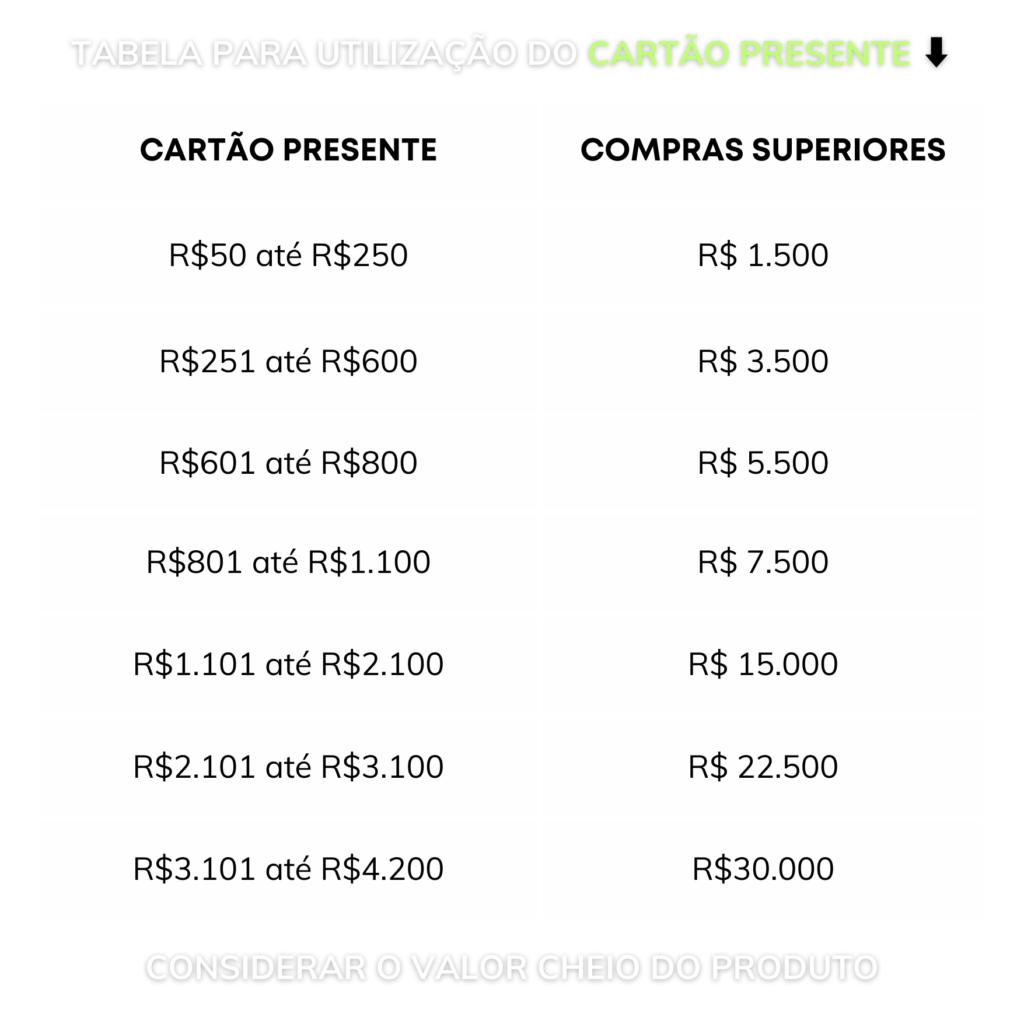 TABELA PARA UTILIZAÇÃO DO CARTÃO PRESENTE ⬇
CARTÃO PRESENTE COMPRAS SUPERIORES
R$50 até R$250 R$ 1.500
R$251 até R$600 R$ 3.500
R$601 até R$800 R$ 5.500
R$801 até R$1.100 R$ 7.500
R$1.101 até R$2.100 R$ 15.000
R$2.101 até R$3.100 R$ 22.500
R$3.101 até R$4.200 R$30.000
CONSIDERAR O VALOR CHEIO DO PRODUTO